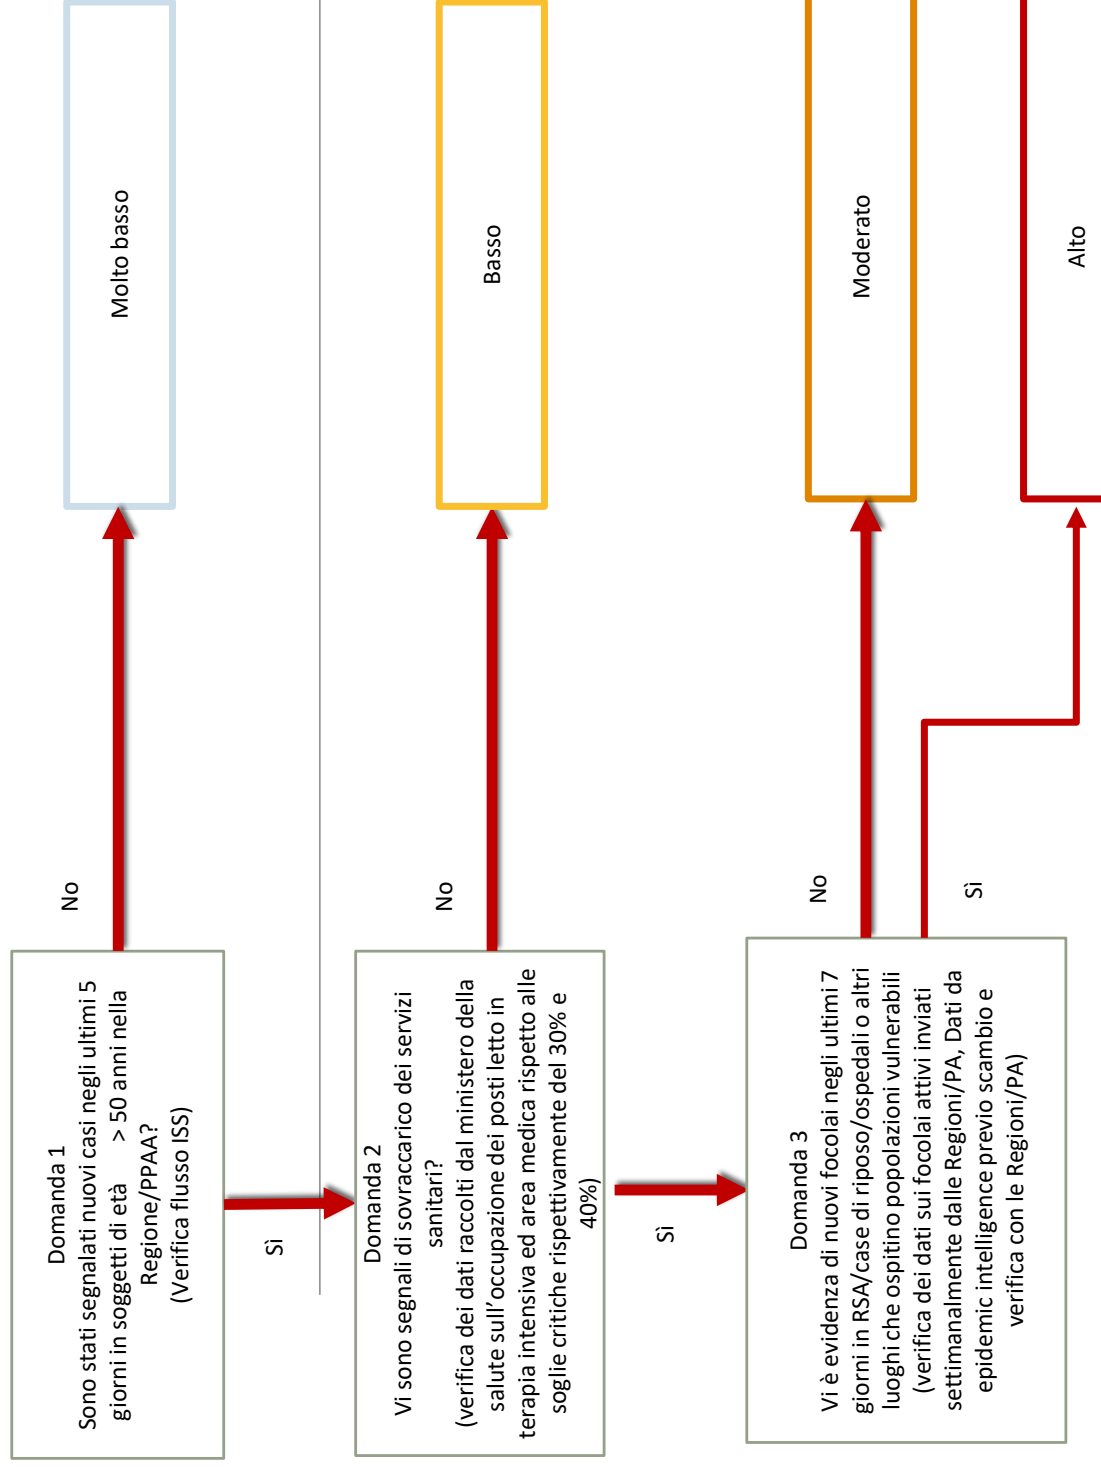 Domanda 1
Sono stati segnalati nuovi casi negli ultimi 5
giorni in soggetti di età > 50 anni nella
Regione/PPAA?
(Verifica flusso ISS)
No
Molto basso
Sì
Domanda 2
Vi sono segnali di sovraccarico dei servizi
sanitari?
(verifica dei dati raccolti dal ministero della
salute sull’occupazione dei posti letto in
terapia intensiva ed area medica rispetto alle
soglie critiche rispettivamente del 30% e
40%)
No
Basso
Sì
Domanda 3
Vi è evidenza di nuovi focolai negli ultimi 7
giorni in RSA/case di riposo/ospedali o altri
luoghi che ospitino popolazioni vulnerabili
(verifica dei dati sui focolai attivi inviati
settimanalmente dalle Regioni/PA, Dati da
epidemic intelligence previo scambio e
verifica con le Regioni/PA)
No
Moderato
Sì
Alto